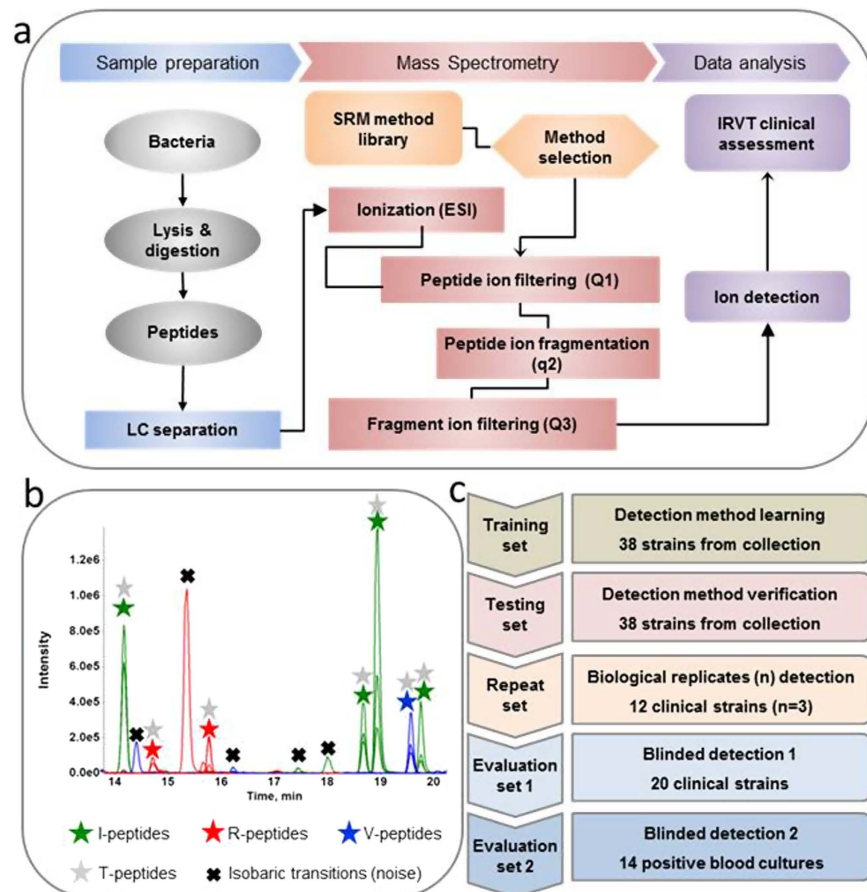 a
Sample preparation
Mass Spectrometry
Data analysis
Bacteria
Lysis &
digestion
Peptides
LC separation
SRM method
library
Method
selection
Ionization (ESI)
Peptide ion filtering (Q1)
Peptide ion fragmentation
(q2)
Fragment ion filtering (Q3)
IRVT clinical
assessment
Ion detection
b
Intensity
1.2e6
1.0e6
8.0e5
6.0e5
4.0e5
2.0e5
0.0e0
14 15 16 17 18 19 20
Time, min
I-peptides
R-peptides
V-peptides
T-peptides
Isobaric transitions (noise)
c
Training
set
Detection method learning
38 strains from collection
Testing
set
Detection method verification
38 strains from collection
Repeat
set
Biological replicates (n) detection
12 clinical strains (n=3)
Evaluation
set 1
Blinded detection 1
20 clinical strains
Evaluation
set 2
Blinded detection 2
14 positive blood cultures